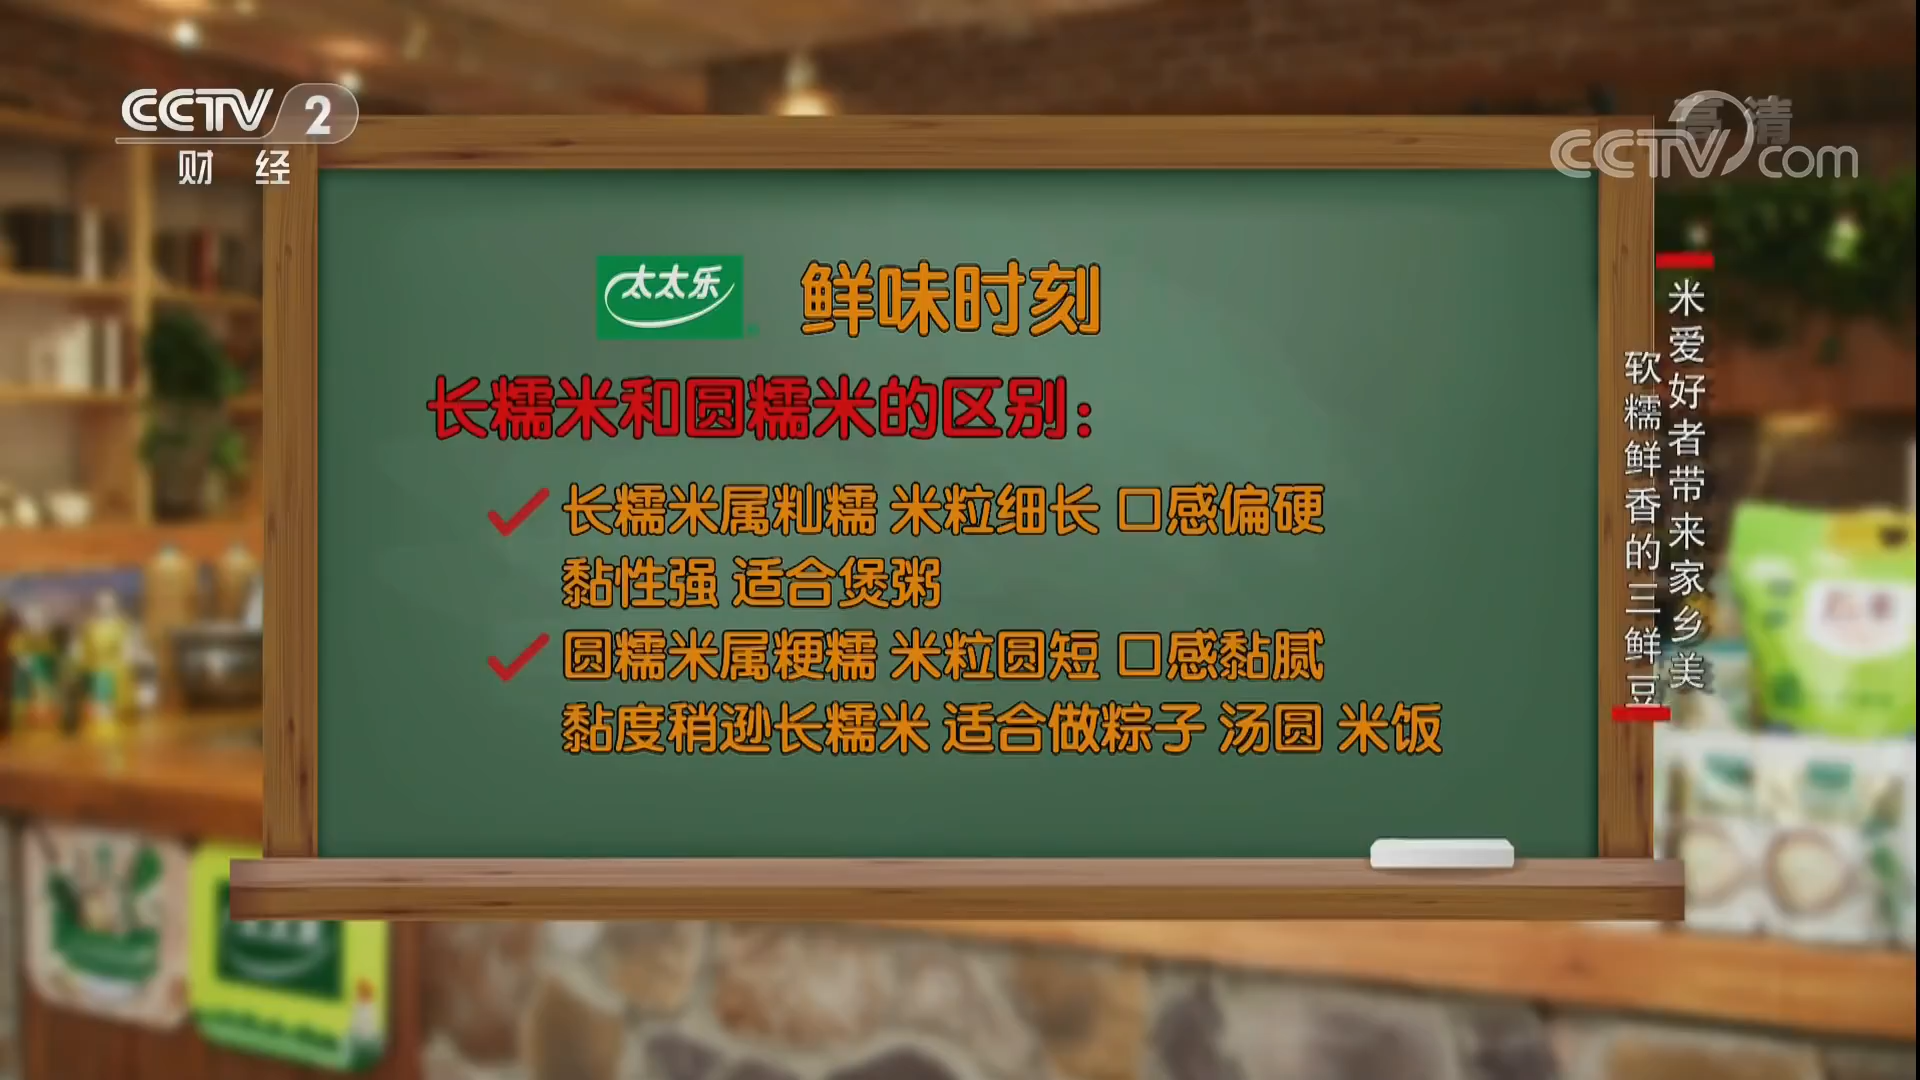 CCTV 2
财 经
高清
CCTV com
太太乐 鲜味时刻
长糯米和圆糯米的区别：
长糯米属籼糯 米粒细长 口感偏硬
黏性强 适合煲粥
圆糯米属粳糯 米粒圆短 口感黏腻
黏度稍逊长糯米 适合做粽子 汤圆 米饭
米爱好者带来家乡美
软糯鲜香的三鲜豆